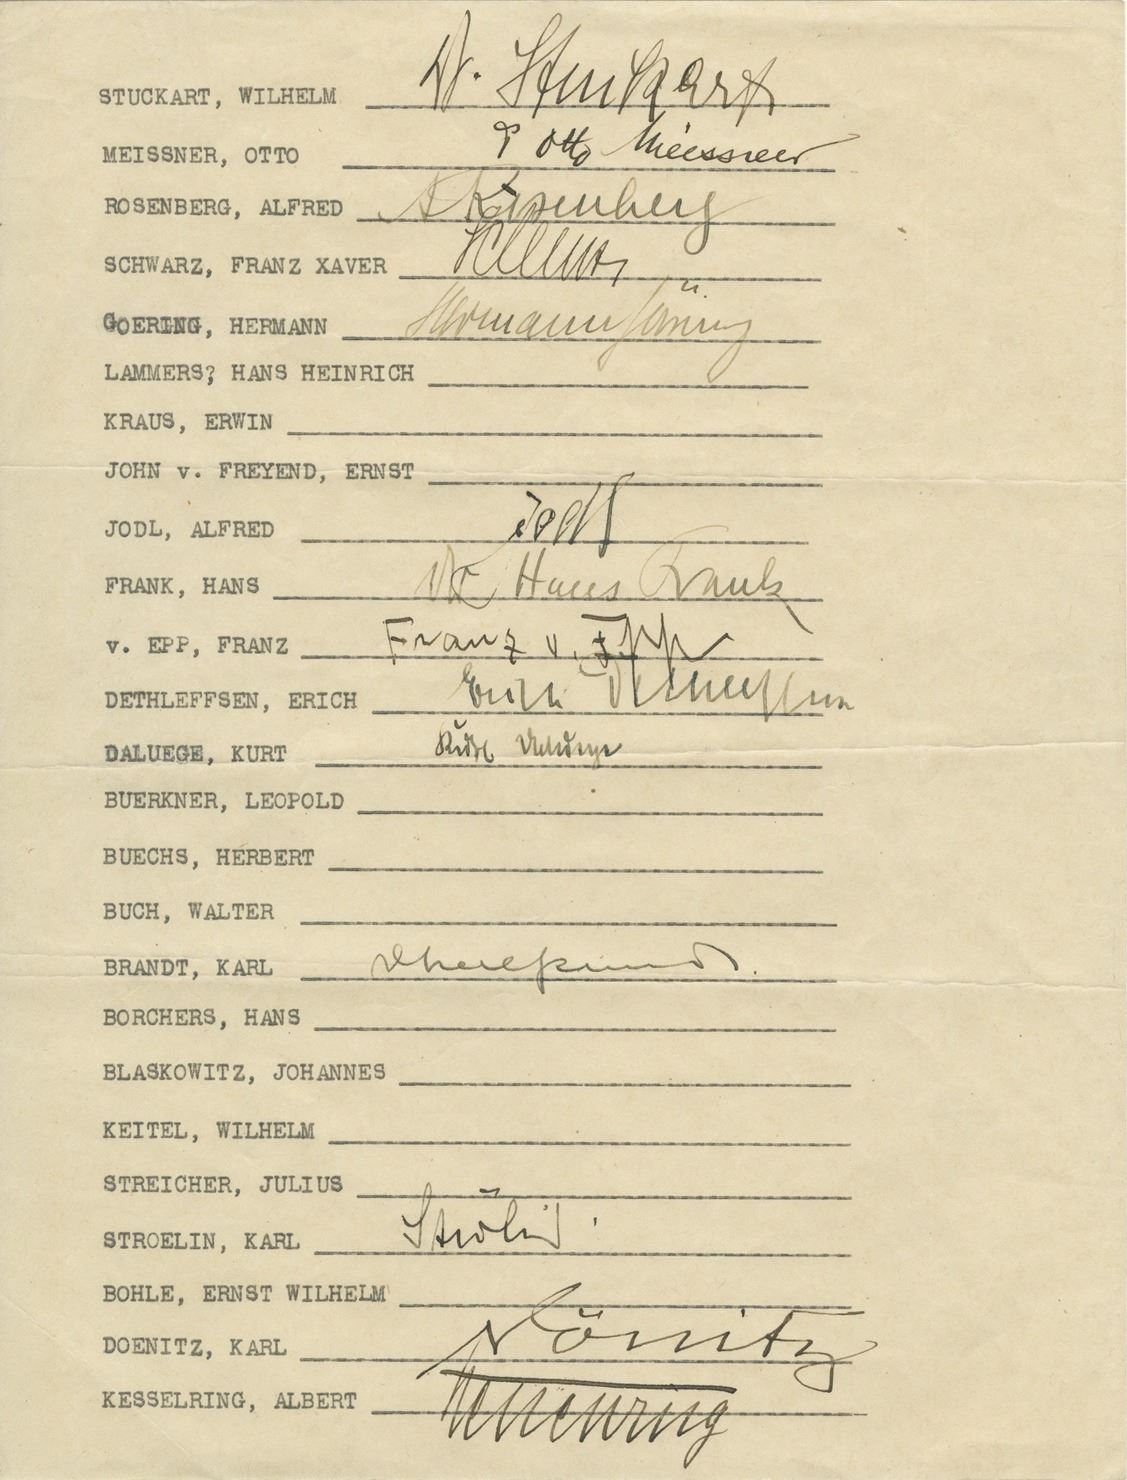 STUCKART, WILHELM Dr. Stuckart
MEISSNER, OTTO Otto Meissner
ROSENBERG, ALFRED A Rosenberg
SCHWARZ, FRANZ XAVER
GOERING, HERMANN Hermann Göring
LAMMERS? HANS HEINRICH
KRAUS, ERWIN
JOHN v. FREYEND, ERNST
JODL, ALFRED Jodl
FRANK, HANS Dr Hans Frank
v. EPP, FRANZ Franz v. Epp
DETHLEFFSEN, ERICH Erich Dethleffsen
DALUEGE, KURT
BUERKNER, LEOPOLD
BUECHS, HERBERT
BUCH, WALTER
BRANDT, KARL
BORCHERS, HANS
BLASKOWITZ, JOHANNES
KEITEL, WILHELM
STREICHER, JULIUS
STROELIN, KARL Strölin
BOHLE, ERNST WILHELM
DOENITZ, KARL Dönitz
KESSELRING, ALBERT Kesselring